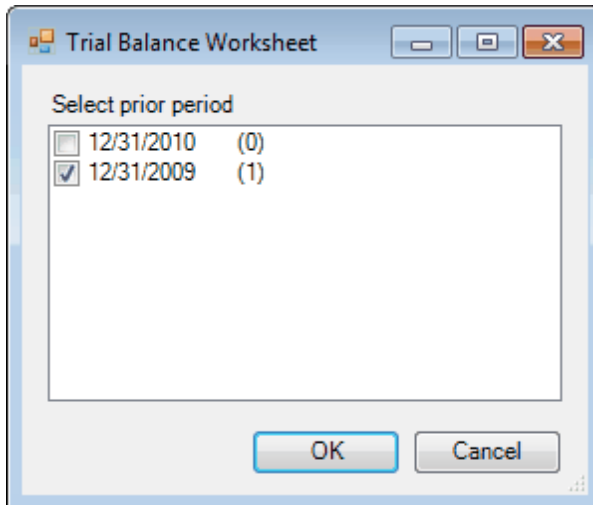 Trial Balance Worksheet
Select prior period
12/31/2010 (0)
12/31/2009 (1)
OK Cancel